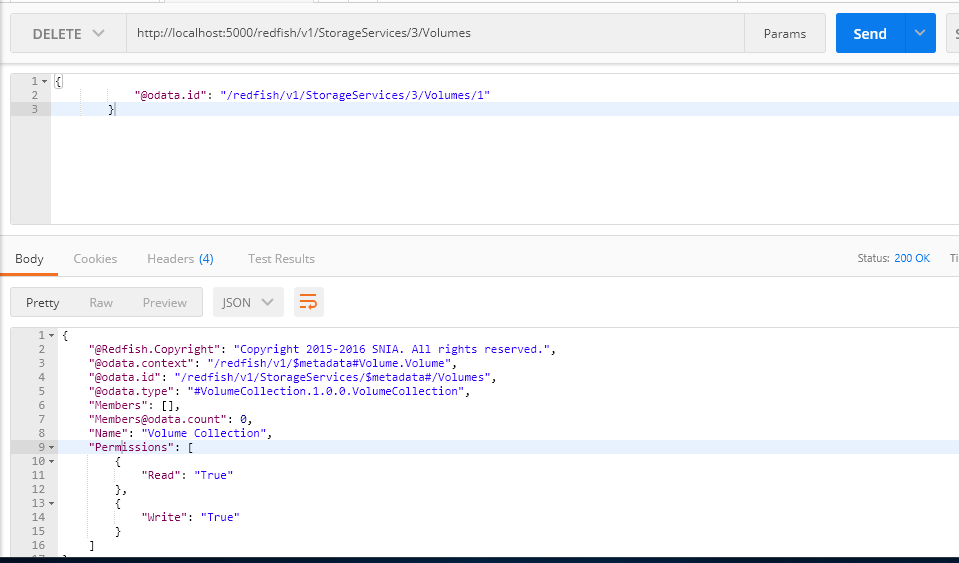 DELETE http://localhost:5000/redfish/v1/StorageServices/3/Volumes Params Send S
1 {
2 "@odata.id": "/redfish/v1/StorageServices/3/Volumes/1"
3 }
Body Cookies Headers (4) Test Results Status: 200 OK Ti
Pretty Raw Preview JSON
1 {
2 "@Redfish.Copyright": "Copyright 2015-2016 SNIA. All rights reserved.",
3 "@odata.context": "/redfish/v1/$metadata#Volume.Volume",
4 "@odata.id": "/redfish/v1/StorageServices/$metadata#/Volumes",
5 "@odata.type": "#VolumeCollection.1.0.0.VolumeCollection",
6 "Members": [],
7 "Members@odata.count": 0,
8 "Name": "Volume Collection",
9 "Permissions": [
10 {
11 "Read": "True"
12 },
13 {
14 "Write": "True"
15 }
16 ]